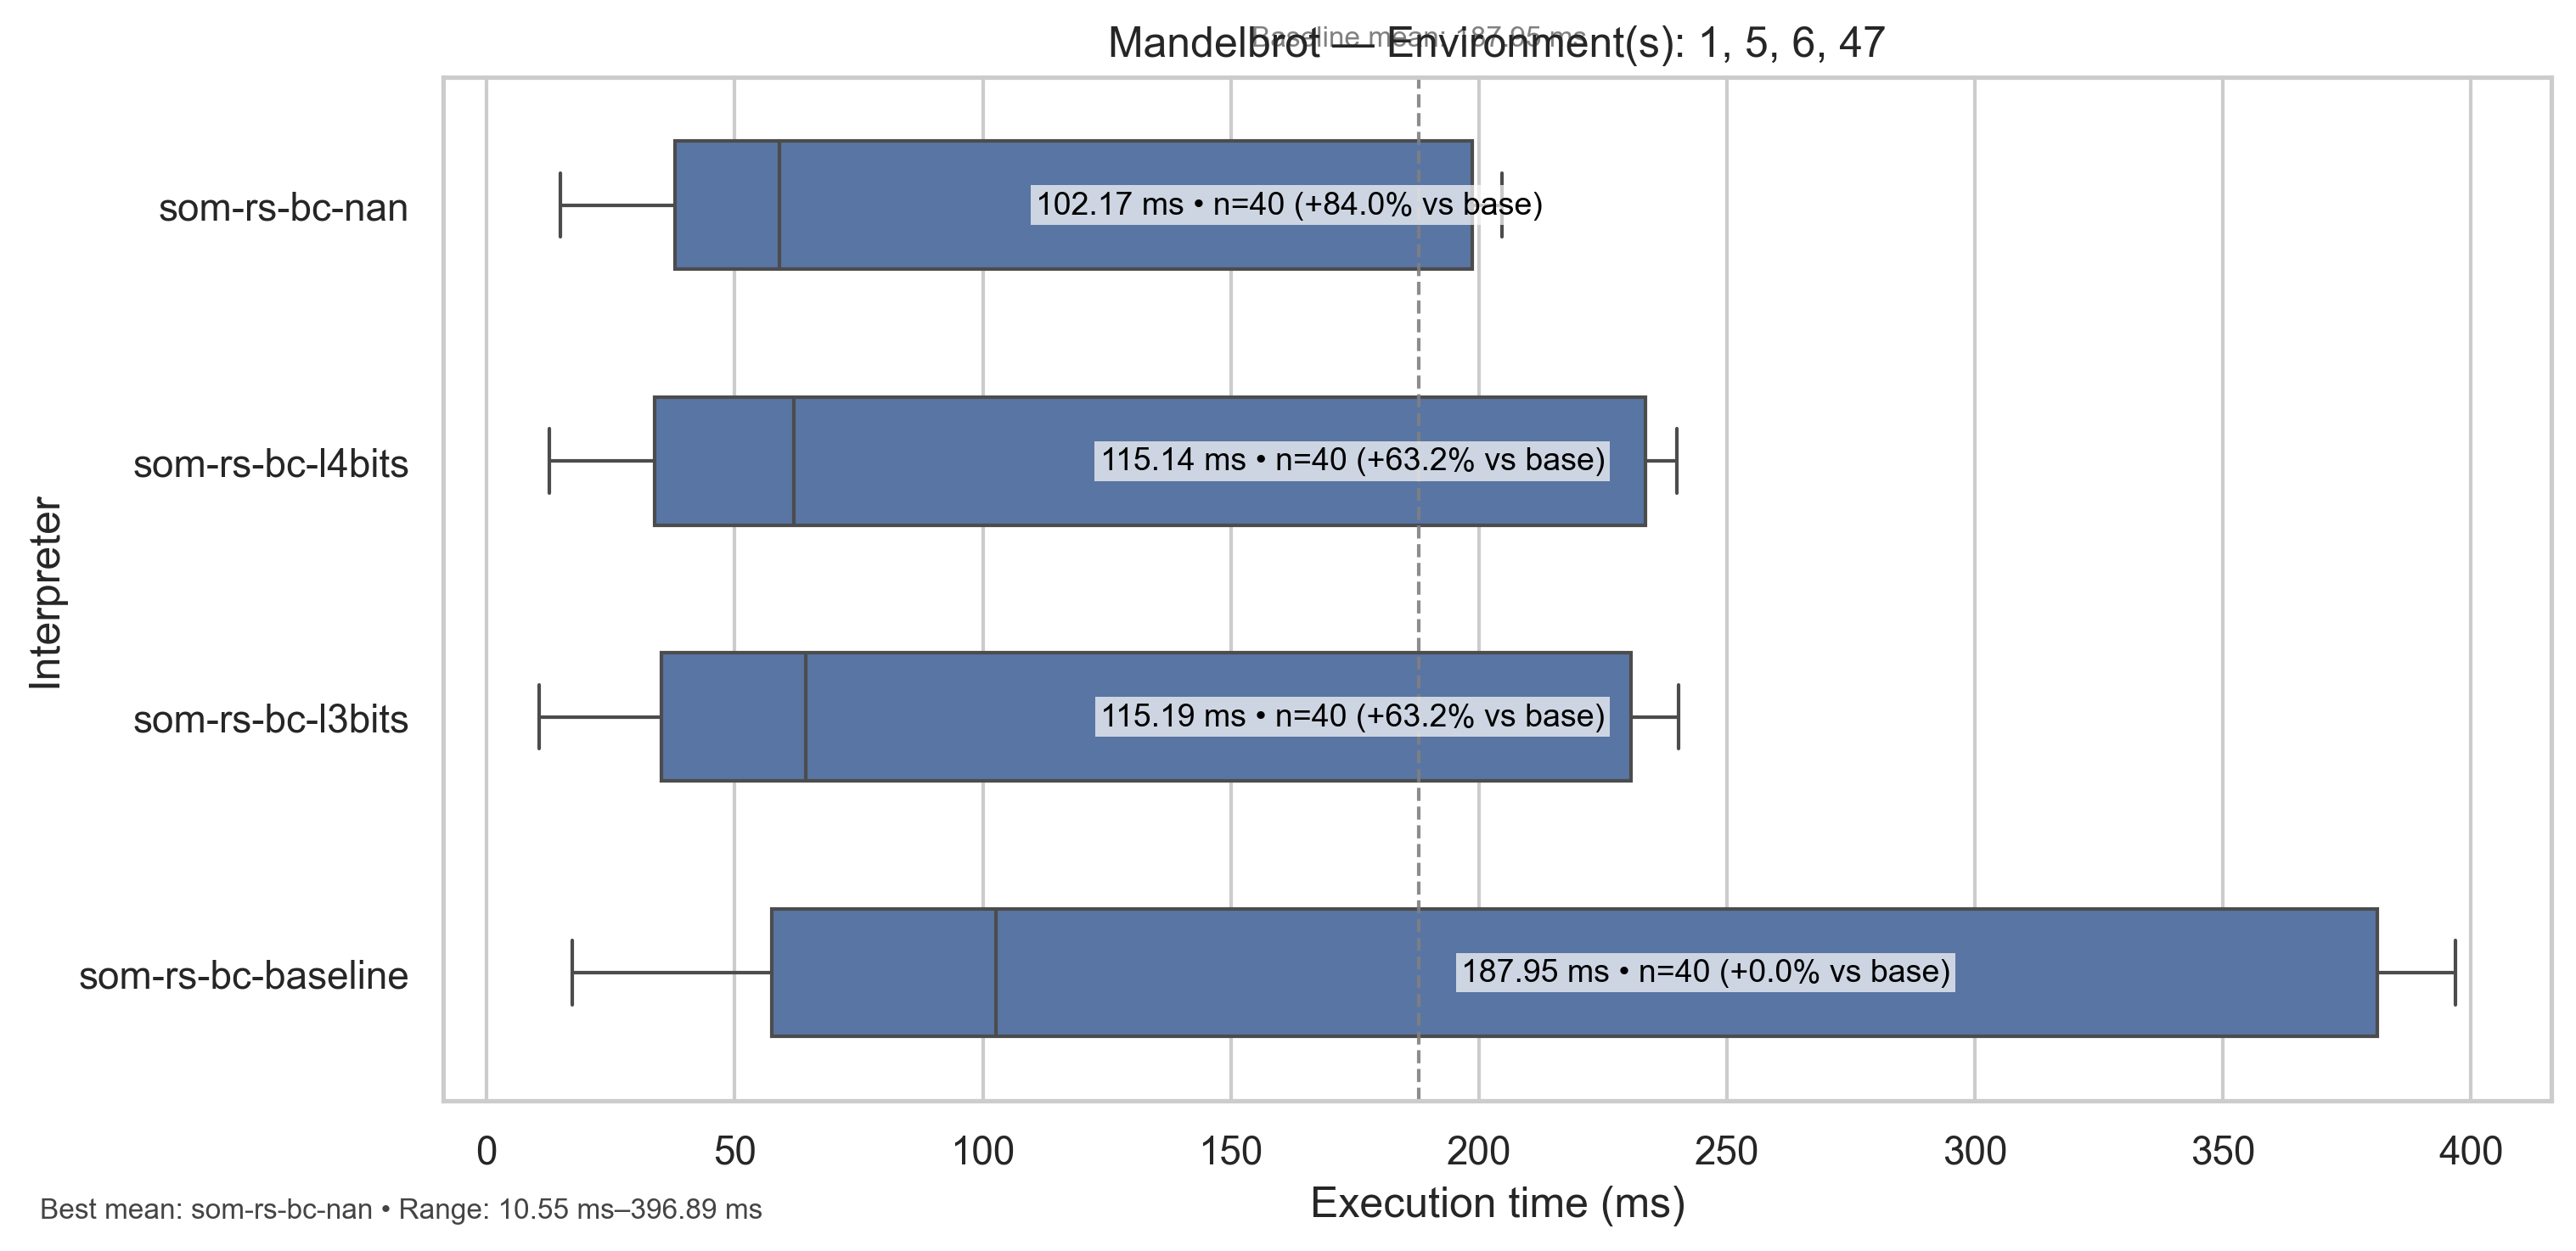 Baseline mean: 187.95 ms
Mandelbrot — Environment(s): 1, 5, 6, 47
som-rs-bc-nan
102.17 ms • n=40 (+84.0% vs base)
som-rs-bc-l4bits
115.14 ms • n=40 (+63.2% vs base)
som-rs-bc-l3bits
115.19 ms • n=40 (+63.2% vs base)
som-rs-bc-baseline
187.95 ms • n=40 (+0.0% vs base)
Interpreter
0 50 100 150 200 250 300 350 400
Execution time (ms)
Best mean: som-rs-bc-nan • Range: 10.55 ms–396.89 ms